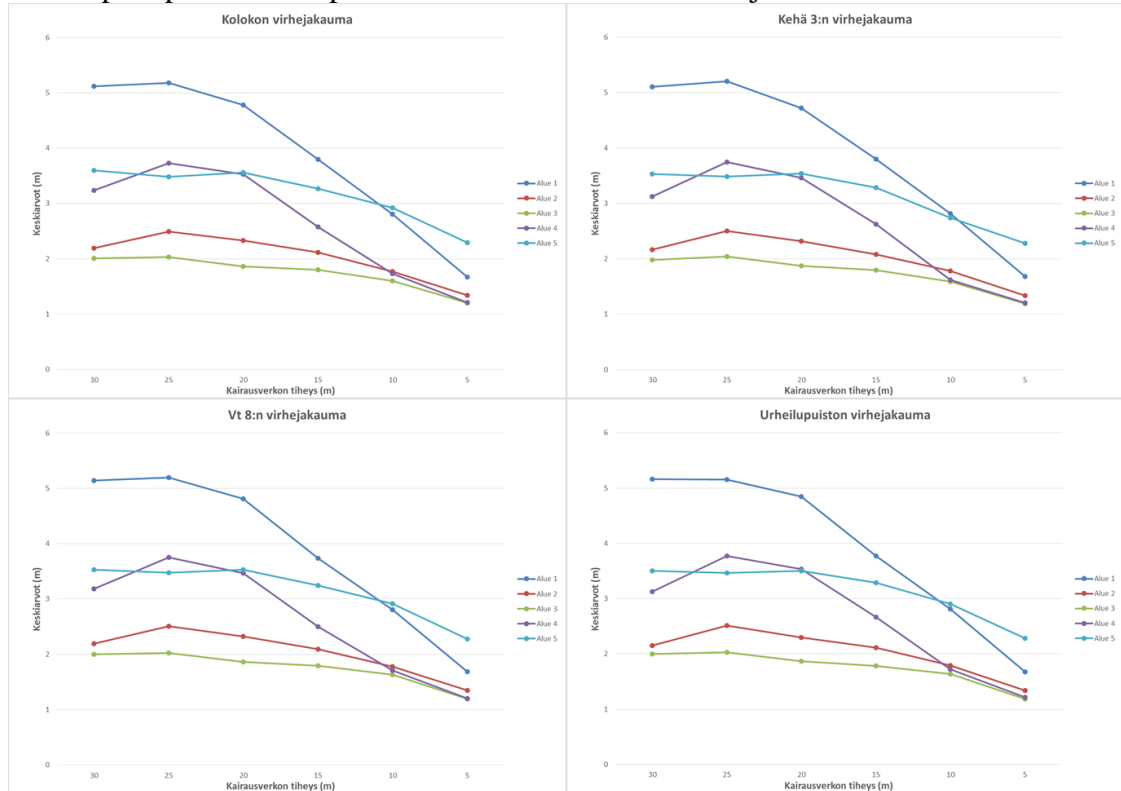 Kolokon virhejakauma
6
5
4
3
2
1
0
Keskiarvot (m)
30 25 20 15 10 5
Kairausverkon tiheys (m)
Alue 1
Alue 2
Alue 3
Alue 4
Alue 5
Kehä 3:n virhejakauma
6
5
4
3
2
1
0
Keskiarvot (m)
30 25 20 15 10 5
Kairausverkon tiheys (m)
Alue 1
Alue 2
Alue 3
Alue 4
Alue 5
Vt 8:n virhejakauma
6
5
4
3
2
1
0
Keskiarvot (m)
30 25 20 15 10 5
Kairausverkon tiheys (m)
Alue 1
Alue 2
Alue 3
Alue 4
Alue 5
Urheilupuiston virhejakauma
6
5
4
3
2
1
0
Keskiarvot (m)
30 25 20 15 10 5
Kairausverkon tiheys (m)
Alue 1
Alue 2
Alue 3
Alue 4
Alue 5